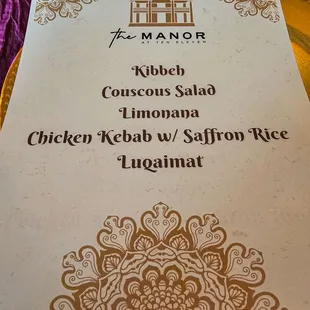 the MANOR
AT TEN ELEVEN
Kibbeh
Couscous Salad
Limonana
Chicken Kebab w/ Saffron Rice
Luqaimat